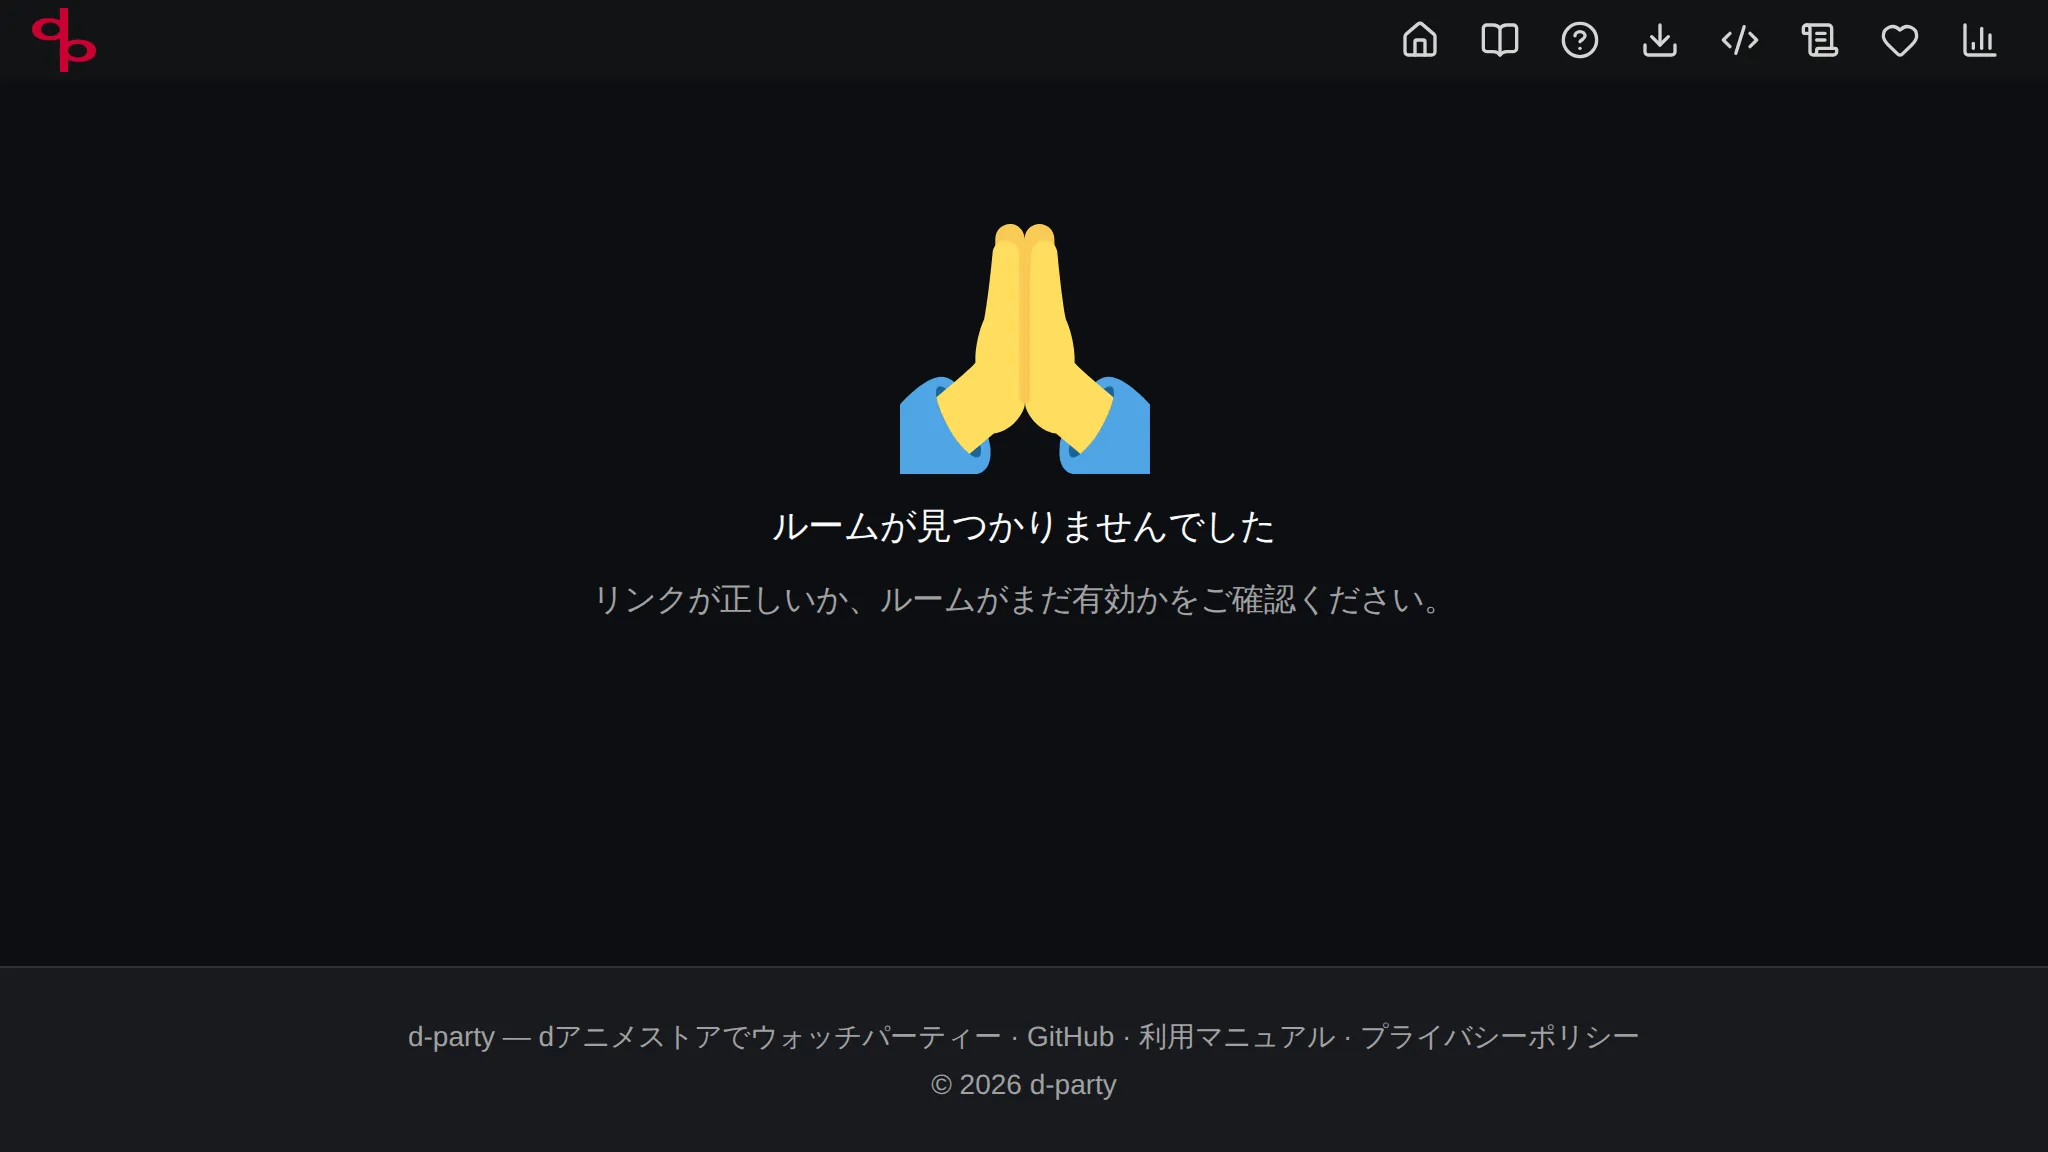 ルームが見つかりませんでした
リンクが正しいか、ルームがまだ有効かをご確認ください。
d-party — dアニメストアでウォッチパーティー · GitHub · 利用マニュアル · プライバシーポリシー
© 2026 d-party